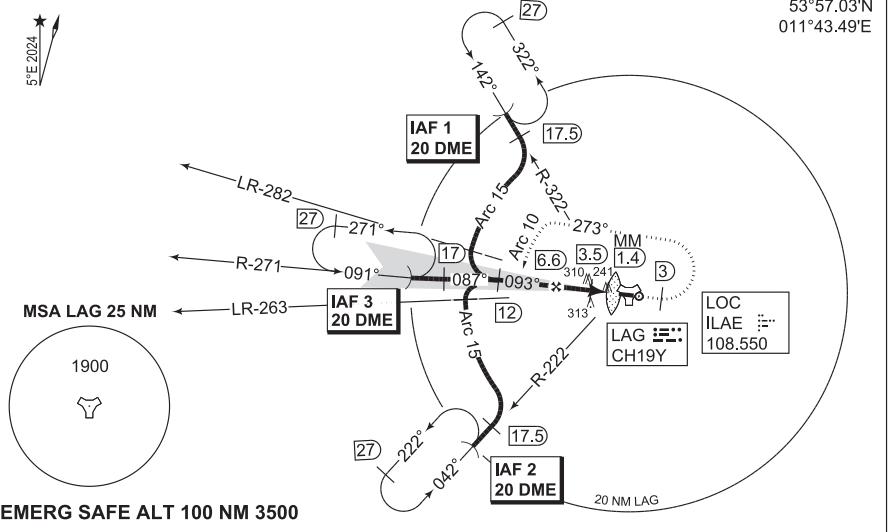 53°57.03'N
011°43.49'E
5°E 2024
27
322°
142°
IAF 1
20 DME
17.5
R-322
Arc 15
LR-282
27
271°
Arc 10
273°
MM
1.4
3.5
6.6
310
241
17
R-271
091°
087°
093°
3
313
IAF 3
20 DME
LR-263
12
MSA LAG 25 NM
1900
LAG
CH19Y
LOC
ILAE
108.550
Arc 15
R-222
17.5
27
222°
042°
IAF 2
20 DME
20 NM LAG
EMERG SAFE ALT 100 NM 3500